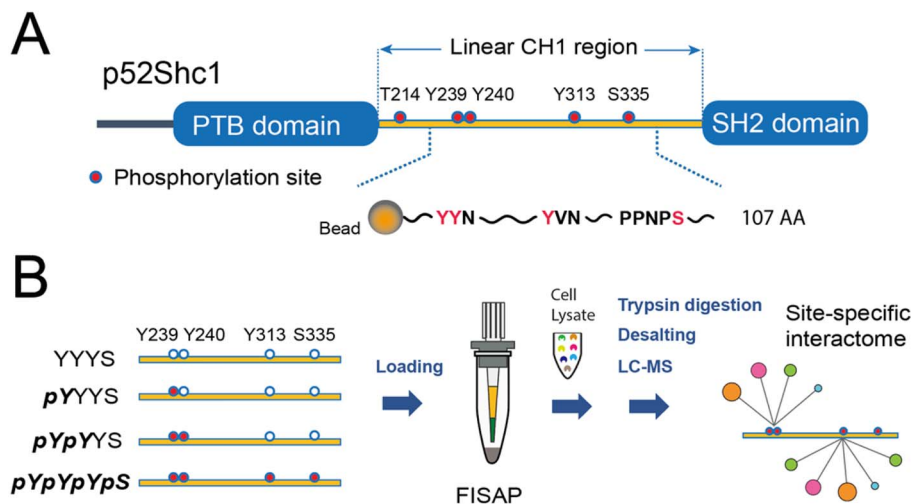 A
p52Shc1
Linear CH1 region
T214 Y239 Y240 Y313 S335
PTB domain
SH2 domain
Phosphorylation site
Bead
YYN YVN PPNPS 107 AA
B
Y239 Y240 Y313 S335
YYYS
pYYYS
pYpYYS
pYpYpYpS
Loading
FISAP
Cell
Lysate
Trypsin digestion
Desalting
LC-MS
Site-specific
interactome